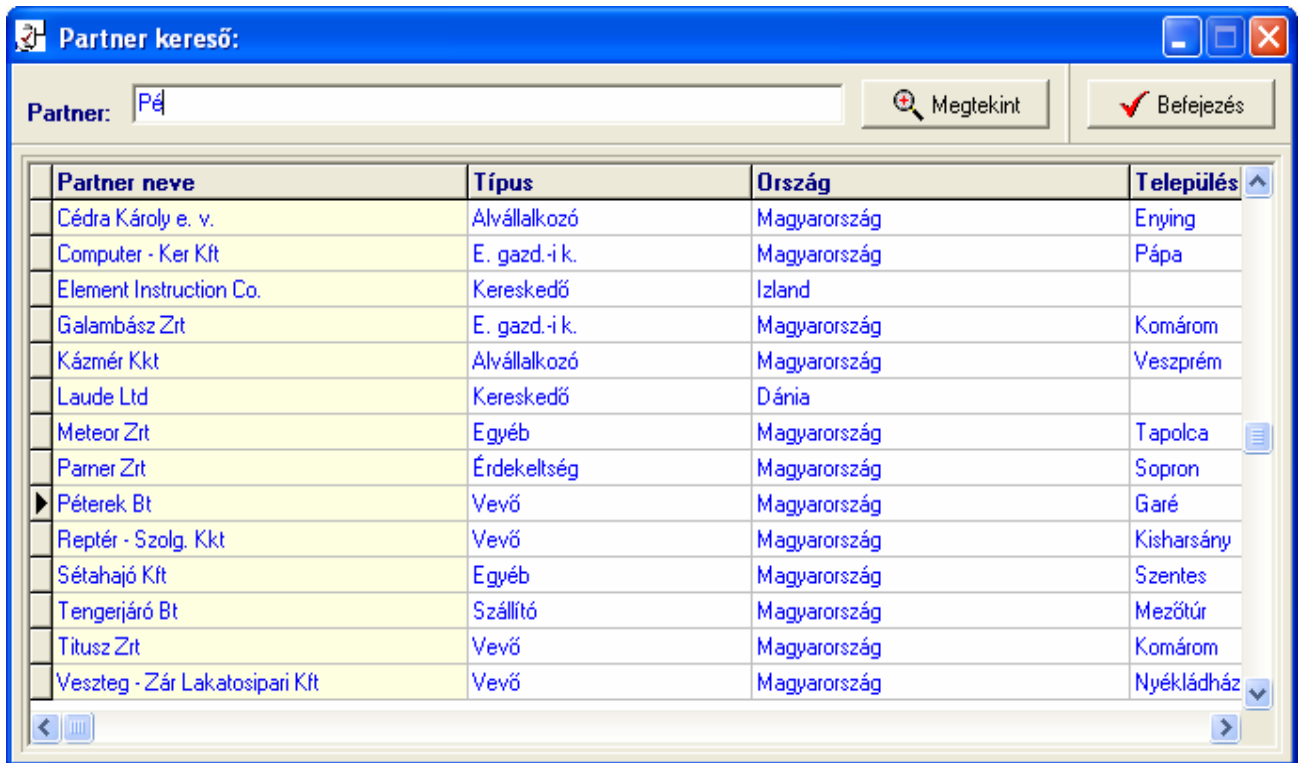 Partner kereső:
Partner: Pé Megtekint Befejezés
Partner neve Típus Ország Település
Cédra Károly e. v. Alvállalkozó Magyarország Enying
Computer - Ker Kft E. gazd.-i k. Magyarország Pápa
Element Instruction Co. Kereskedő Izland
Galambász Zrt E. gazd.-i k. Magyarország Komárom
Kázmér Kkt Alvállalkozó Magyarország Veszprém
Laude Ltd Kereskedő Dánia
Meteor Zrt Egyéb Magyarország Tapolca
Parner Zrt Érdekeltség Magyarország Sopron
Péterek Bt Vevő Magyarország Garé
Reptér - Szolg. Kkt Vevő Magyarország Kisharsány
Sétahajó Kft Egyéb Magyarország Szentes
Tengerjáró Bt Szállító Magyarország Mezőtúr
Titusz Zrt Vevő Magyarország Komárom
Veszteg - Zár Lakatosipari Kft Vevő Magyarország Nyékládház